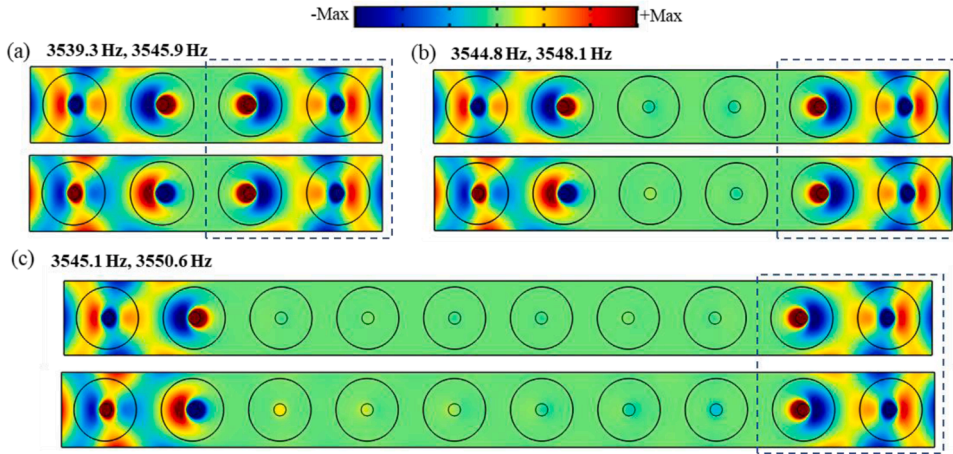 -Max +Max
(a) 3539.3 Hz, 3545.9 Hz
(b) 3544.8 Hz, 3548.1 Hz
(c) 3545.1 Hz, 3550.6 Hz